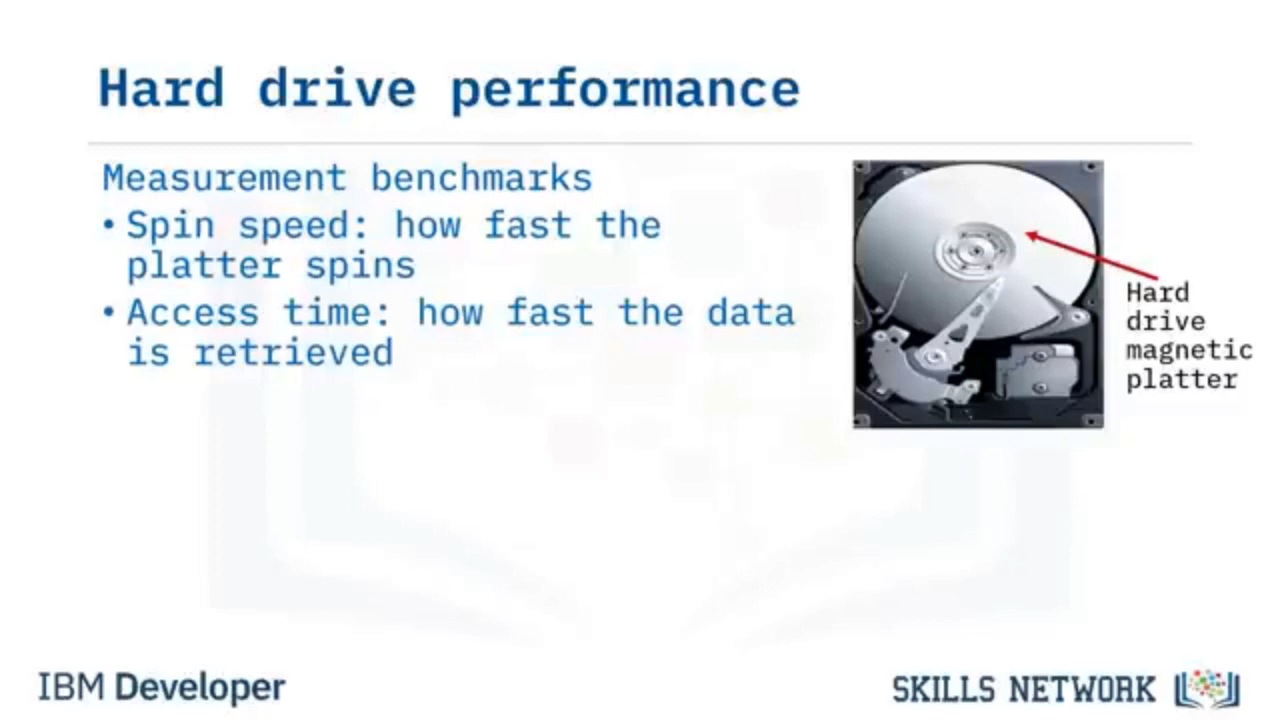 Hard drive performance
Measurement benchmarks
• Spin speed: how fast the
platter spins
• Access time: how fast the data
is retrieved
Hard
drive
magnetic
platter
IBM Developer
SKILLS NETWORK